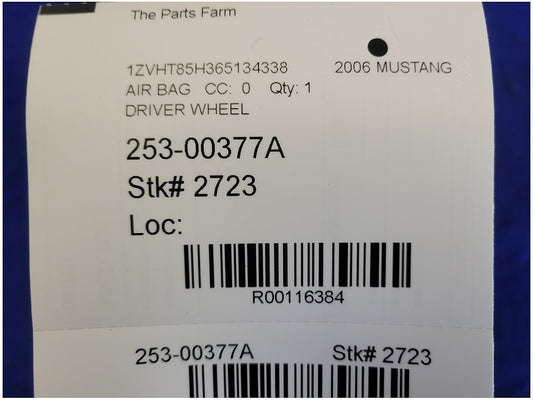 The Parts Farm
1ZVHT85H365134338 2006 MUSTANG
AIR BAG CC: 0 Qty: 1
DRIVER WHEEL
253-00377A
Stk# 2723
Loc:
R00116384
253-00377A Stk# 2723